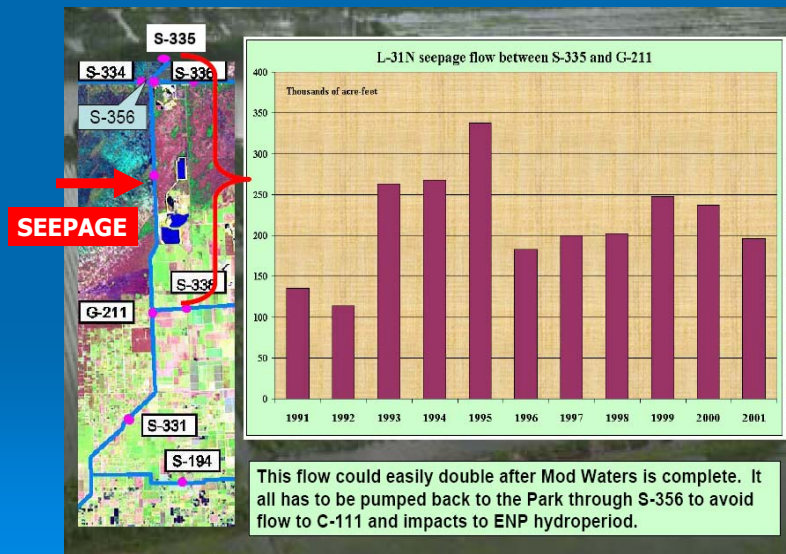 S-335
S-334
S-336
S-356
SEEPAGE
S-338
G-211
S-331
S-194
L-31N seepage flow between S-335 and G-211
Thousands of acre-feet
400
350
300
250
200
150
100
50
0
1991 1992 1993 1994 1995 1996 1997 1998 1999 2000 2001
This flow could easily double after Mod Waters is complete. It
all has to be pumped back to the Park through S-356 to avoid
flow to C-111 and impacts to ENP hydroperiod.